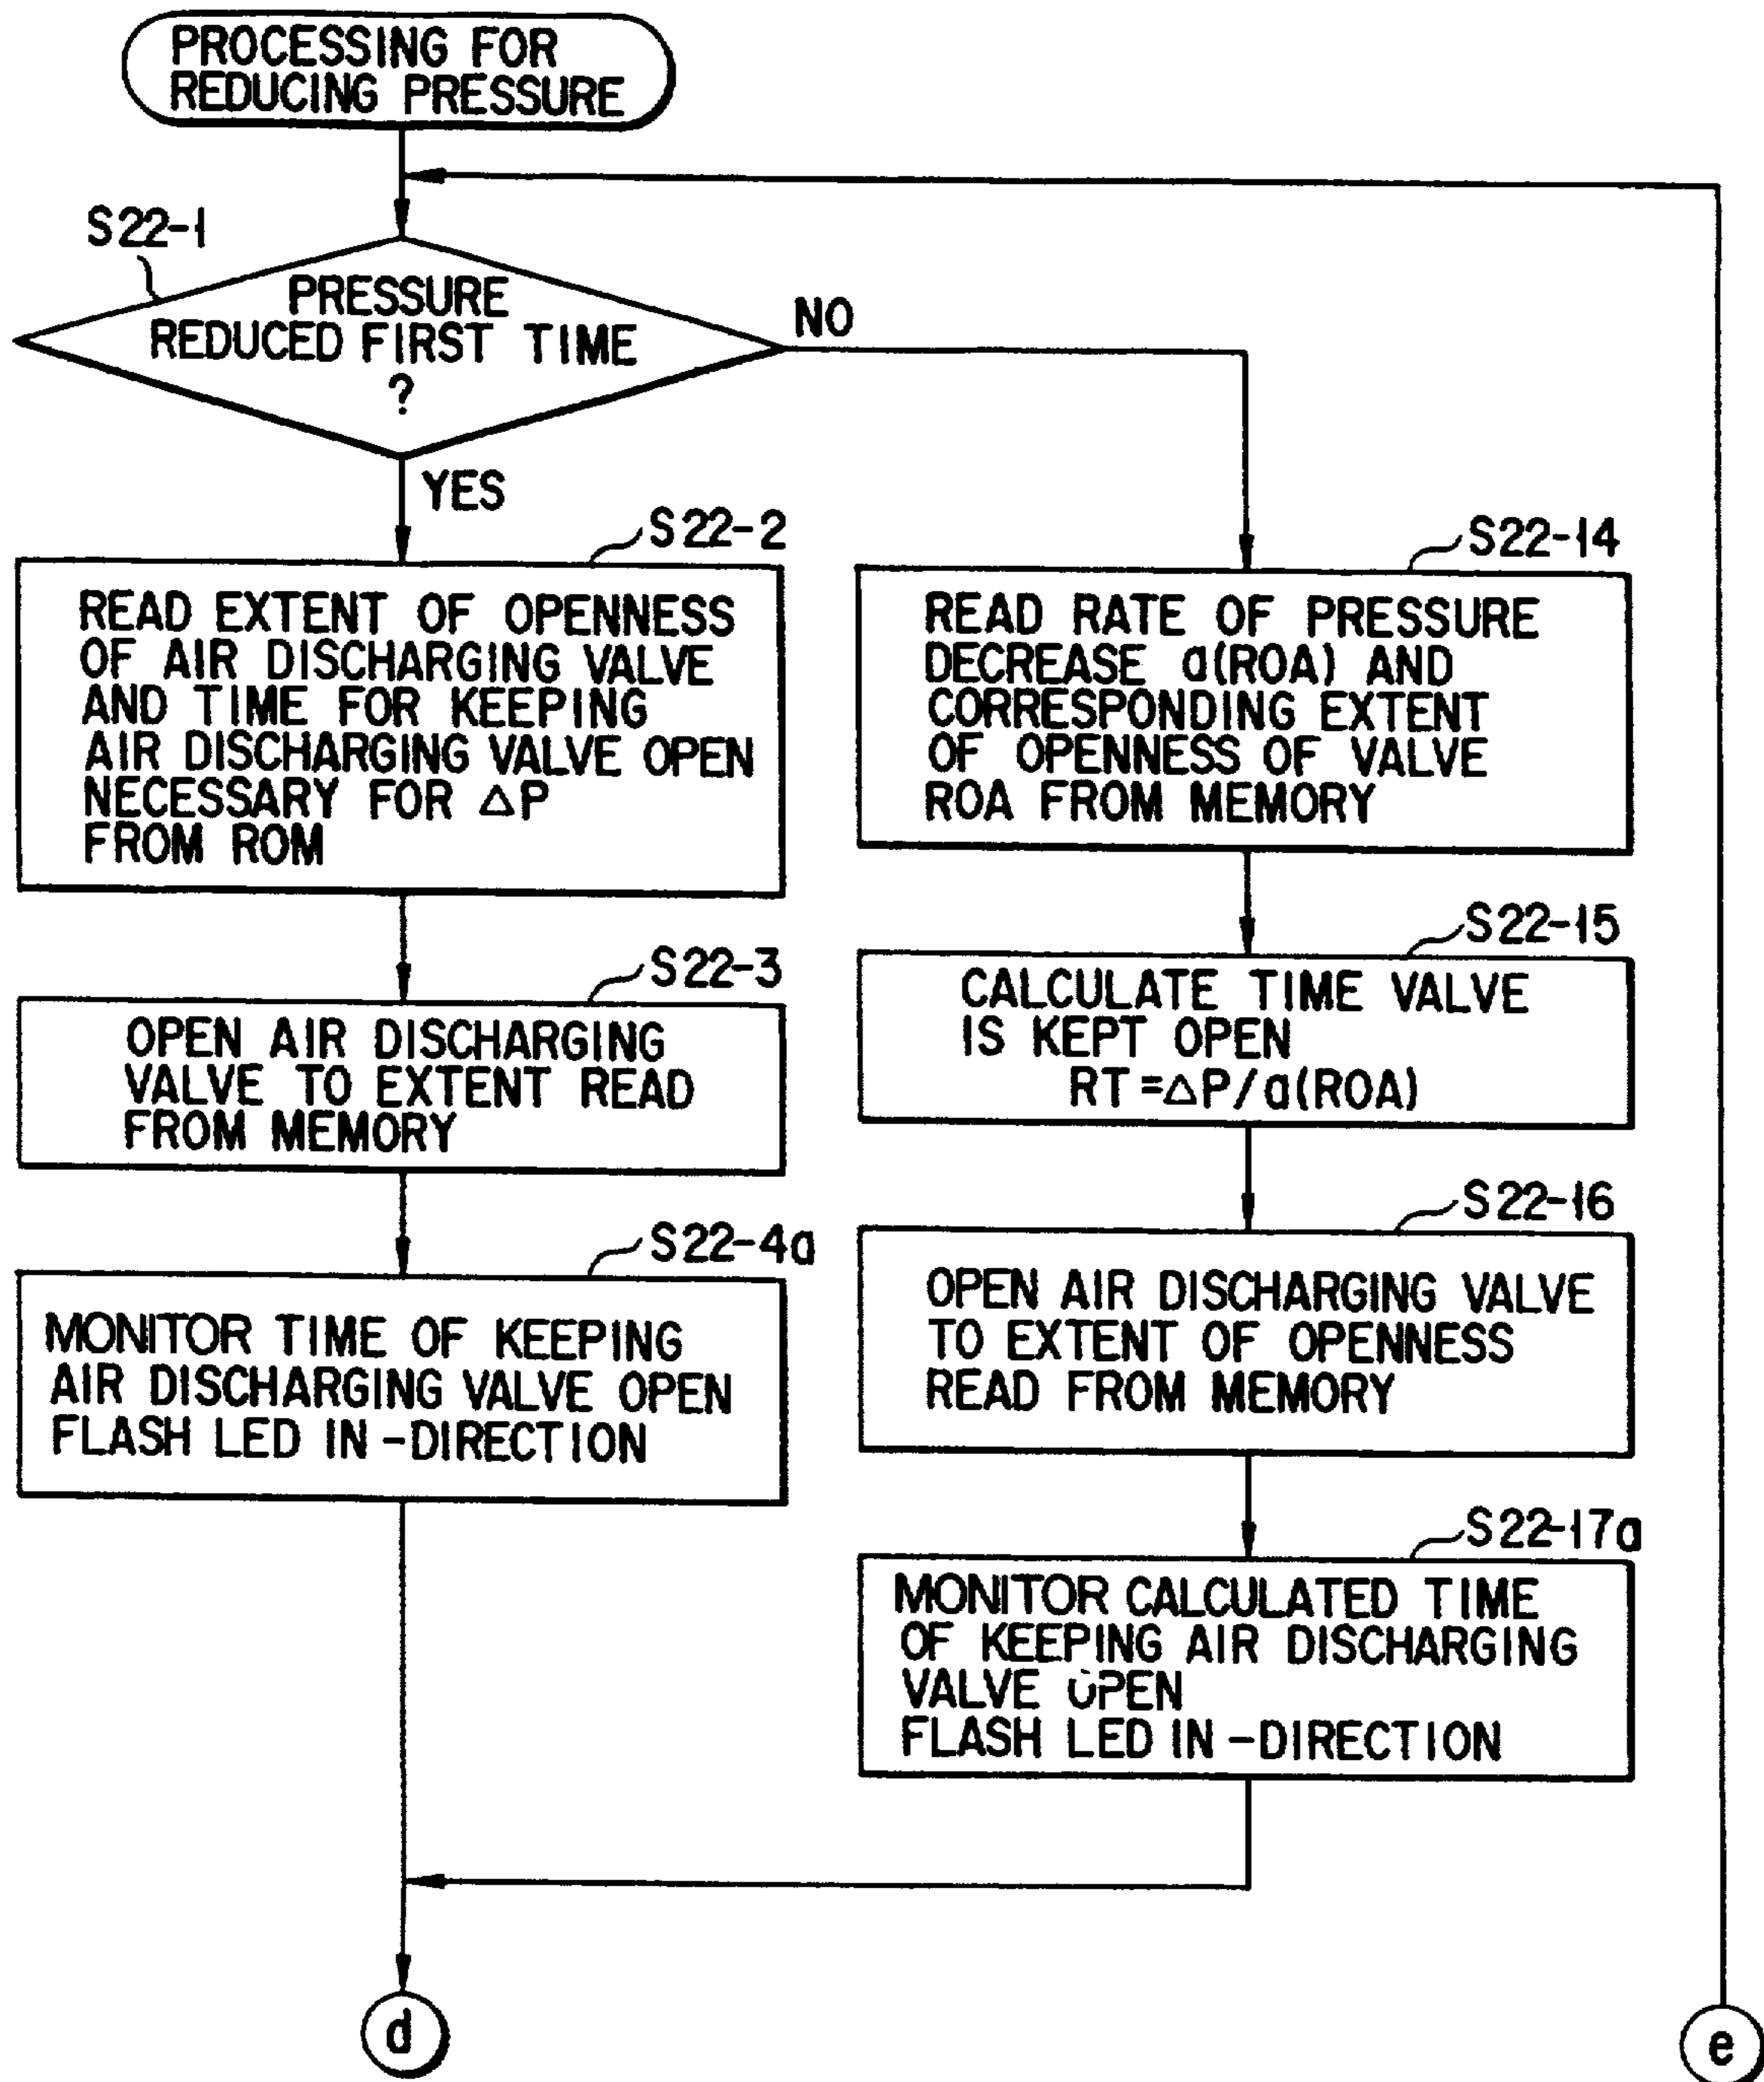 PROCESSING FOR
REDUCING PRESSURE
S22-1
PRESSURE
REDUCED FIRST TIME
?
NO
YES
S22-2
READ EXTENT OF OPENNESS
OF AIR DISCHARGING VALVE
AND TIME FOR KEEPING
AIR DISCHARGING VALVE OPEN
NECESSARY FOR △P
FROM ROM
S22-3
OPEN AIR DISCHARGING
VALVE TO EXTENT READ
FROM MEMORY
S22-4a
MONITOR TIME OF KEEPING
AIR DISCHARGING VALVE OPEN
FLASH LED IN -DIRECTION
S22-14
READ RATE OF PRESSURE
DECREASE a(ROA) AND
CORRESPONDING EXTENT
OF OPENNESS OF VALVE
ROA FROM MEMORY
S22-15
CALCULATE TIME VALVE
IS KEPT OPEN
RT=△P/a(ROA)
S22-16
OPEN AIR DISCHARGING VALVE
TO EXTENT OF OPENNESS
READ FROM MEMORY
S22-17a
MONITOR CALCULATED TIME
OF KEEPING AIR DISCHARGING
VALVE OPEN
FLASH LED IN -DIRECTION
d
e